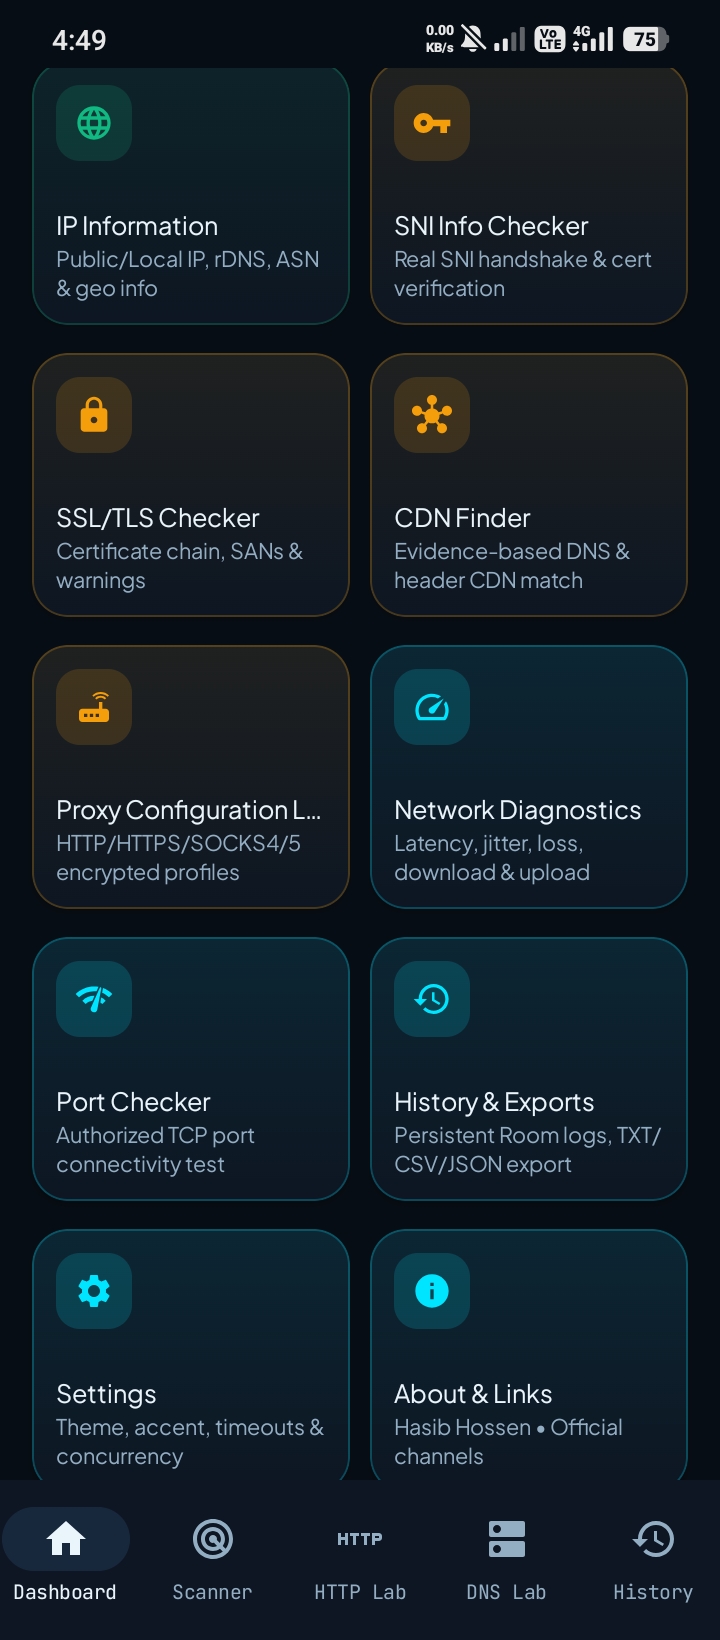 4:49
0.00
KB/s
Vo
LTE
4G
75
IP Information
Public/Local IP, rDNS, ASN
& geo info
SNI Info Checker
Real SNI handshake & cert
verification
SSL/TLS Checker
Certificate chain, SANs &
warnings
CDN Finder
Evidence-based DNS &
header CDN match
Proxy Configuration L...
HTTP/HTTPS/SOCKS4/5
encrypted profiles
Network Diagnostics
Latency, jitter, loss,
download & upload
Port Checker
Authorized TCP port
connectivity test
History & Exports
Persistent Room logs, TXT/
CSV/JSON export
Settings
Theme, accent, timeouts &
concurrency
About & Links
Hasib Hossen • Official
channels
HTTP
Dashboard
Scanner
HTTP Lab
DNS Lab
History